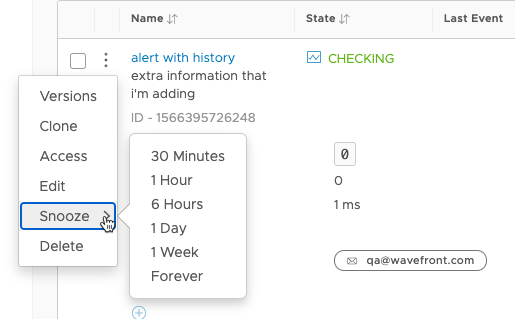 Name
State
Last Event
alert with history
extra information that
i'm adding
ID - 1566395726248
CHECKING
Versions
Clone
Access
Edit
Snooze
Delete
30 Minutes
1 Hour
6 Hours
1 Day
1 Week
Forever
0
0
1 ms
qa@wavefront.com